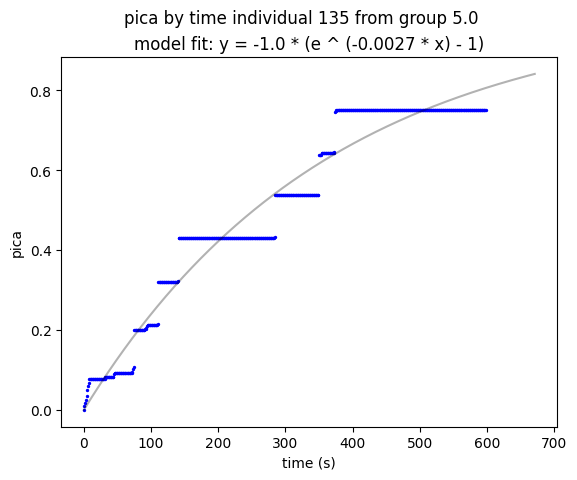 pica by time individual 135 from group 5.0
model fit: y = -1.0 * (e ^ (-0.0027 * x) - 1)
0.8
0.6
pica
0.4
0.2
0.0
0 100 200 300 400 500 600 700
time (s)